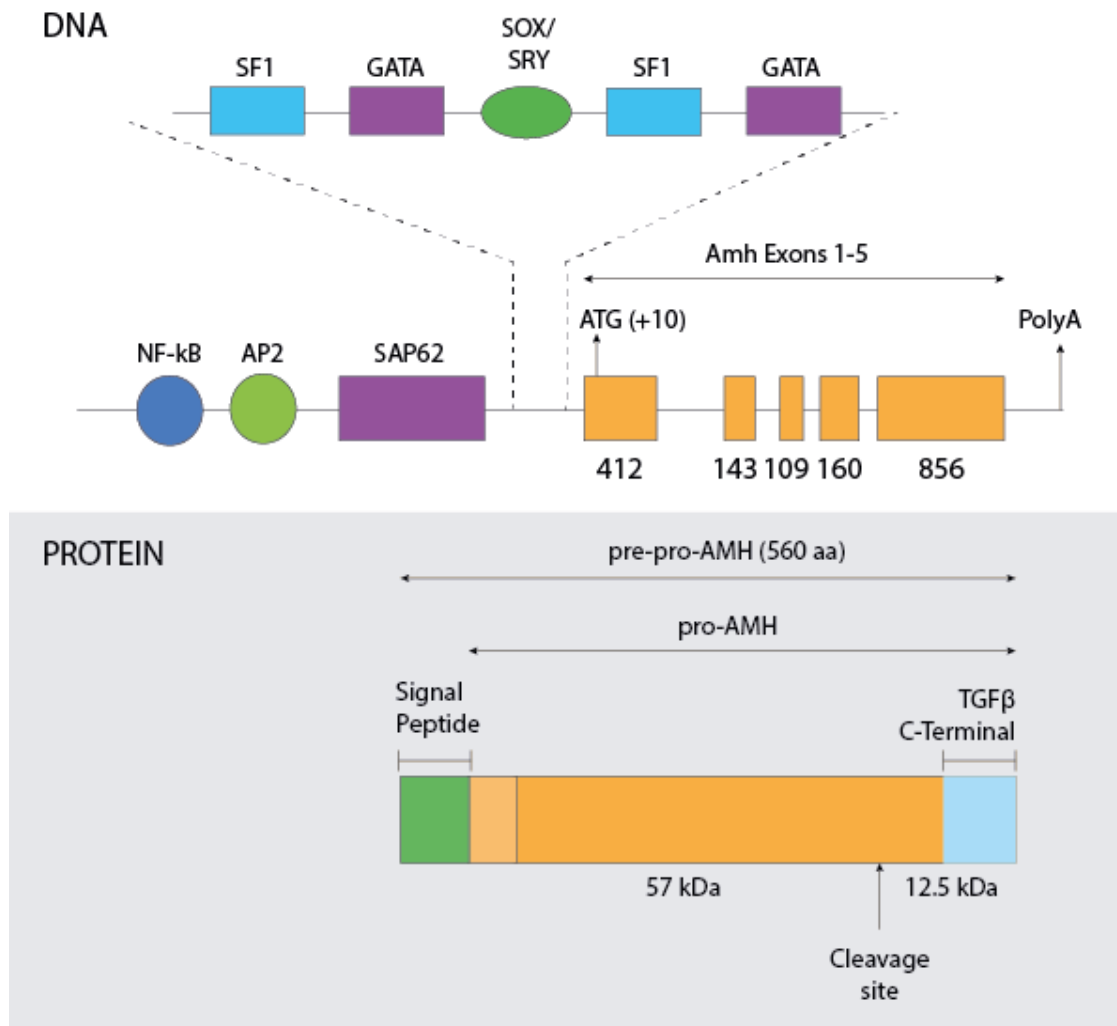 DNA
SOX/
SRY
SF1
GATA
SF1
GATA
Amh Exons 1-5
ATG (+10)
PolyA
NF-kB
AP2
SAP62
412
143
109
160
856
PROTEIN
pre-pro-AMH (560 aa)
pro-AMH
Signal
Peptide
TGFβ
C-Terminal
57 kDa
12.5 kDa
Cleavage
site